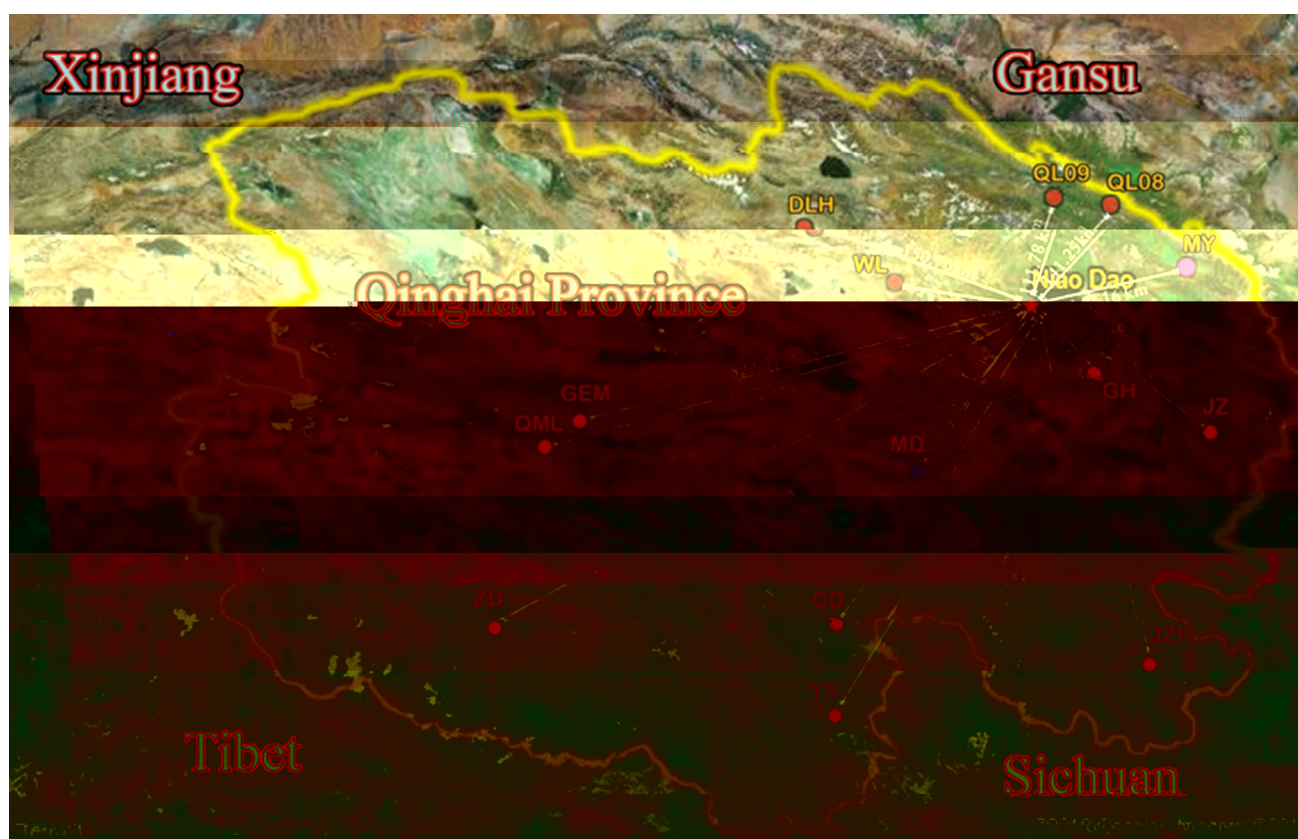 Xinjiang
Gansu
QL09
QL08
DLH
MY
WL
Niao Dao
Qinghai Province
GEM
GH
QML
JZ
MD
ZD
CD
JZH
YS
Tibet
Sichuan